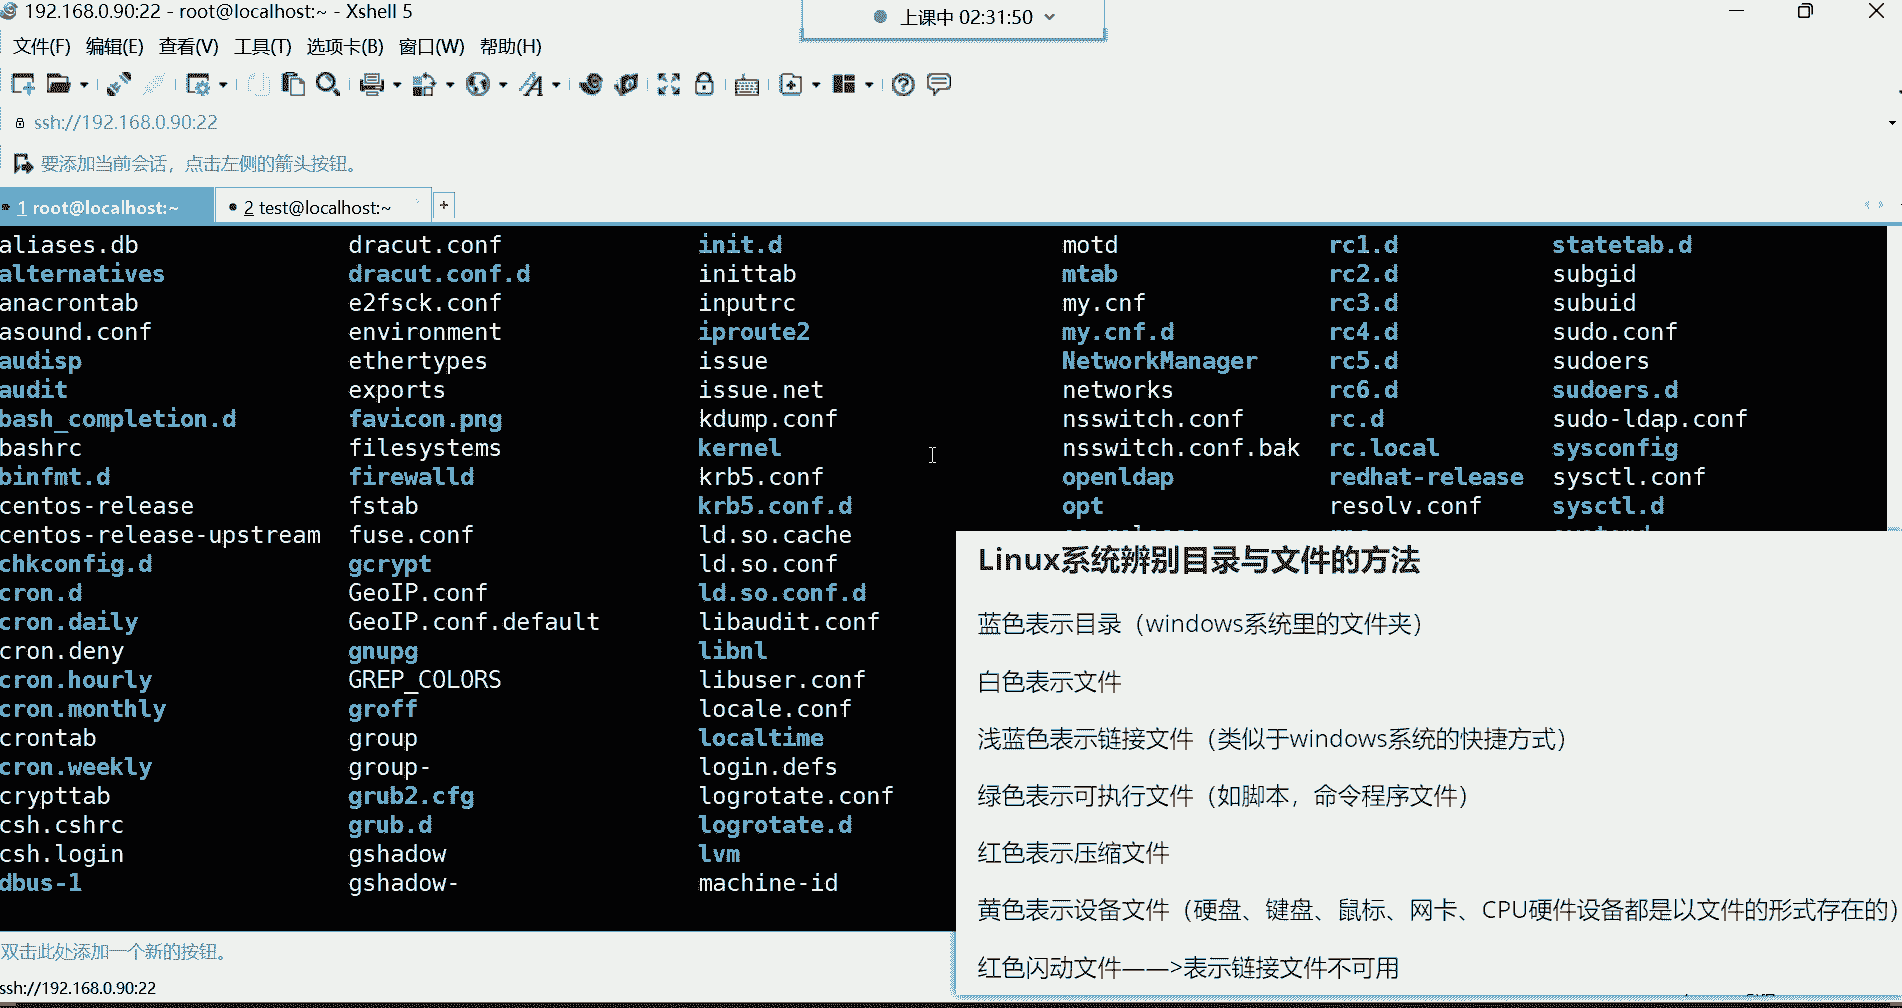 192.168.0.90:22 - root@localhost:~ - Xshell 5
上课中 02:31:50
文件(F) 编辑(E) 查看(V) 工具(T) 选项卡(B) 窗口(W) 帮助(H)
ssh://192.168.0.90:22
要添加当前会话，点击左侧的箭头按钮。
1 root@localhost:~ 2 test@localhost:~ +
aliases.db dracut.conf init.d motd rc1.d statetab.d
alternatives dracut.conf.d inittab mtab rc2.d subgid
anacrontab e2fsck.conf inputrc my.cnf rc3.d subuid
asound.conf environment iproute2 my.cnf.d rc4.d sudo.conf
audisp ethertypes issue NetworkManager rc5.d sudoers
audit exports issue.net networks rc6.d sudoers.d
bash_completion.d favicon.png kdump.conf nsswitch.conf rc.d sudo-ldap.conf
bashrc filesystems kernel nsswitch.conf.bak rc.local sysconfig
binfmt.d firewalld krb5.conf openldap redhat-release sysctl.conf
centos-release fstab krb5.conf.d opt resolv.conf sysctl.d
centos-release-upstream fuse.conf ld.so.cache
chkconfig.d gcrypt ld.so.conf
cron.d GeoIP.conf ld.so.conf.d
cron.daily GeoIP.conf.default libaudit.conf
cron.deny gnupg libnl
cron.hourly GREP_COLORS libuser.conf
cron.monthly groff locale.conf
crontab group localtime
cron.weekly group- login.defs
crypttab grub2.cfg logrotate.conf
csh.cshrc grub.d logrotate.d
csh.login gshadow lvm
dbus-1 gshadow- machine-id
Linux系统辨别目录与文件的方法
蓝色表示目录（windows系统里的文件夹）
白色表示文件
浅蓝色表示链接文件（类似于windows系统的快捷方式）
绿色表示可执行文件（如脚本，命令程序文件）
红色表示压缩文件
黄色表示设备文件（硬盘、键盘、鼠标、网卡、CPU硬件设备都是以文件的形式存在的）
红色闪动文件——>表示链接文件不可用
双击此处添加一个新的按钮。
ssh://192.168.0.90:22